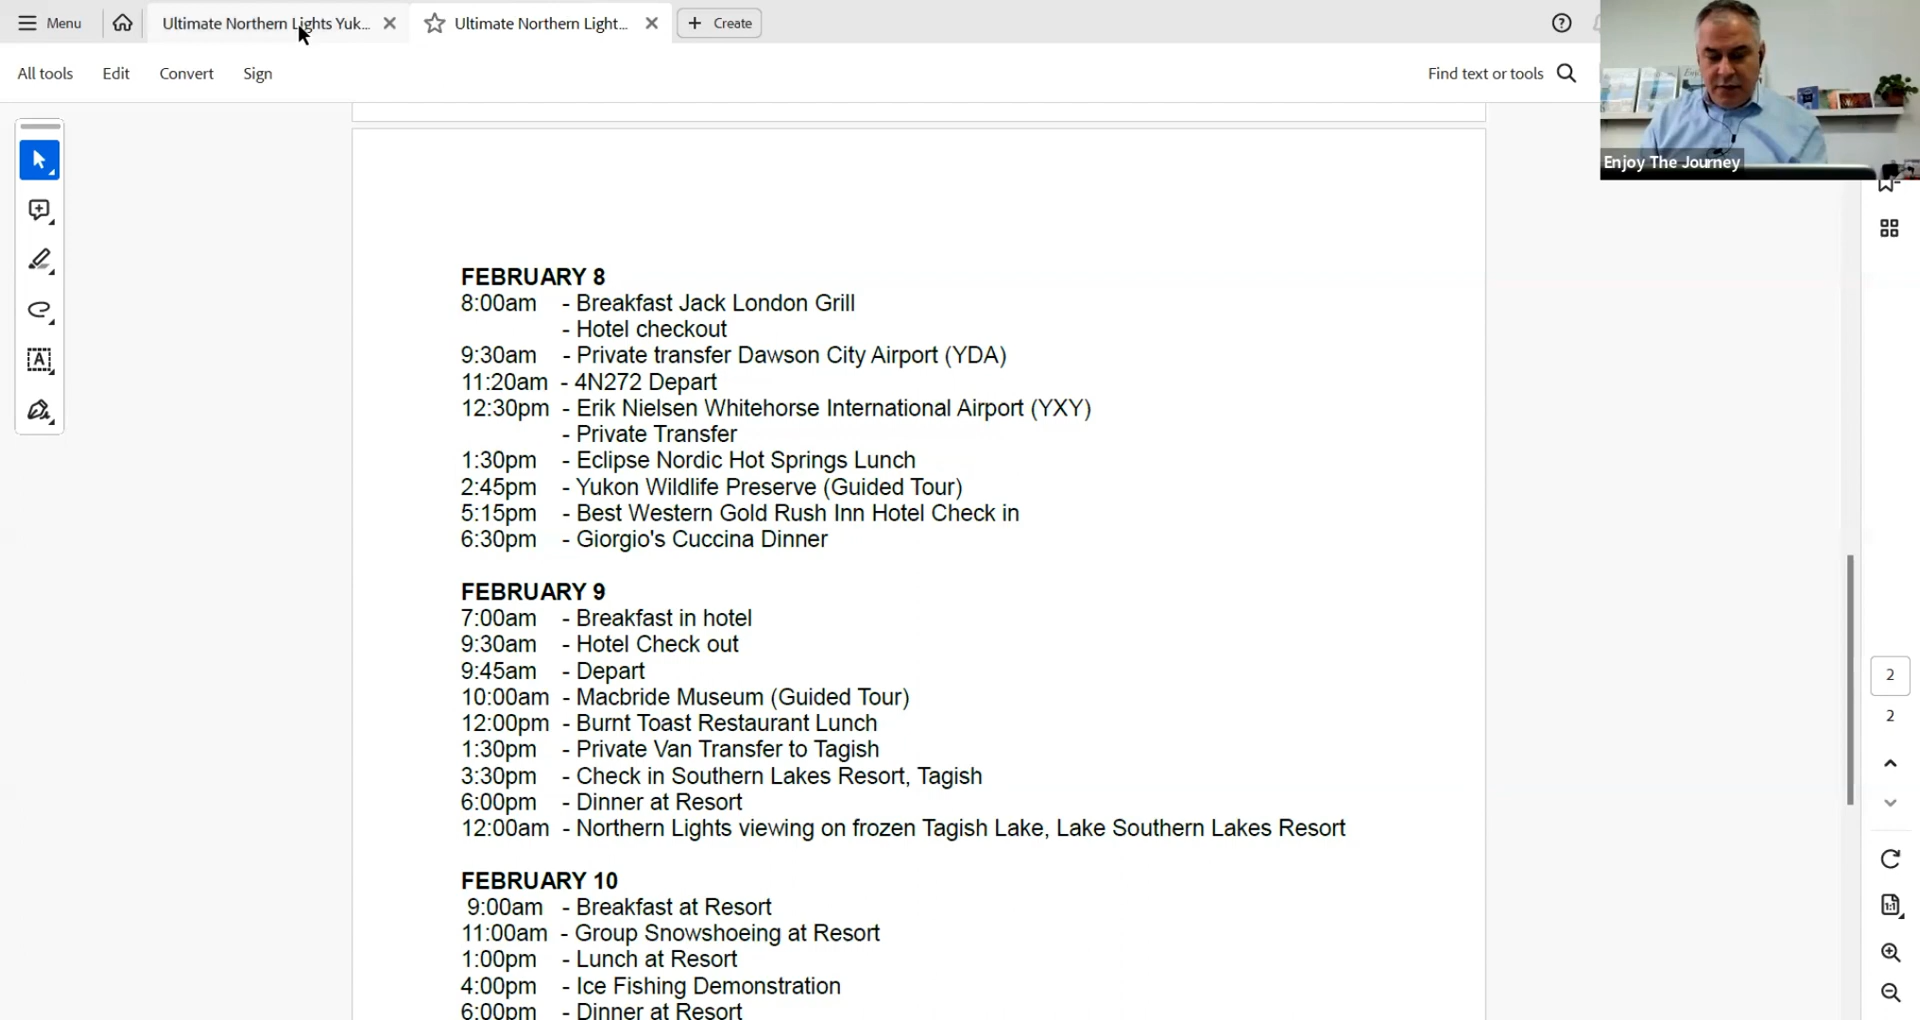 Menu
Ultimate Northern Lights Yuk...
Ultimate Northern Light...
Create
All tools
Edit
Convert
Sign
Find text or tools
Enjoy The Journey
FEBRUARY 8
8:00am - Breakfast Jack London Grill
- Hotel checkout
9:30am - Private transfer Dawson City Airport (YDA)
11:20am - 4N272 Depart
12:30pm - Erik Nielsen Whitehorse International Airport (YXY)
- Private Transfer
1:30pm - Eclipse Nordic Hot Springs Lunch
2:45pm - Yukon Wildlife Preserve (Guided Tour)
5:15pm - Best Western Gold Rush Inn Hotel Check in
6:30pm - Giorgio's Cuccina Dinner
FEBRUARY 9
7:00am - Breakfast in hotel
9:30am - Hotel Check out
9:45am - Depart
10:00am - Macbride Museum (Guided Tour)
12:00pm - Burnt Toast Restaurant Lunch
1:30pm - Private Van Transfer to Tagish
3:30pm - Check in Southern Lakes Resort, Tagish
6:00pm - Dinner at Resort
12:00am - Northern Lights viewing on frozen Tagish Lake, Lake Southern Lakes Resort
FEBRUARY 10
9:00am - Breakfast at Resort
11:00am - Group Snowshoeing at Resort
1:00pm - Lunch at Resort
4:00pm - Ice Fishing Demonstration
6:00pm - Dinner at Resort
2
2